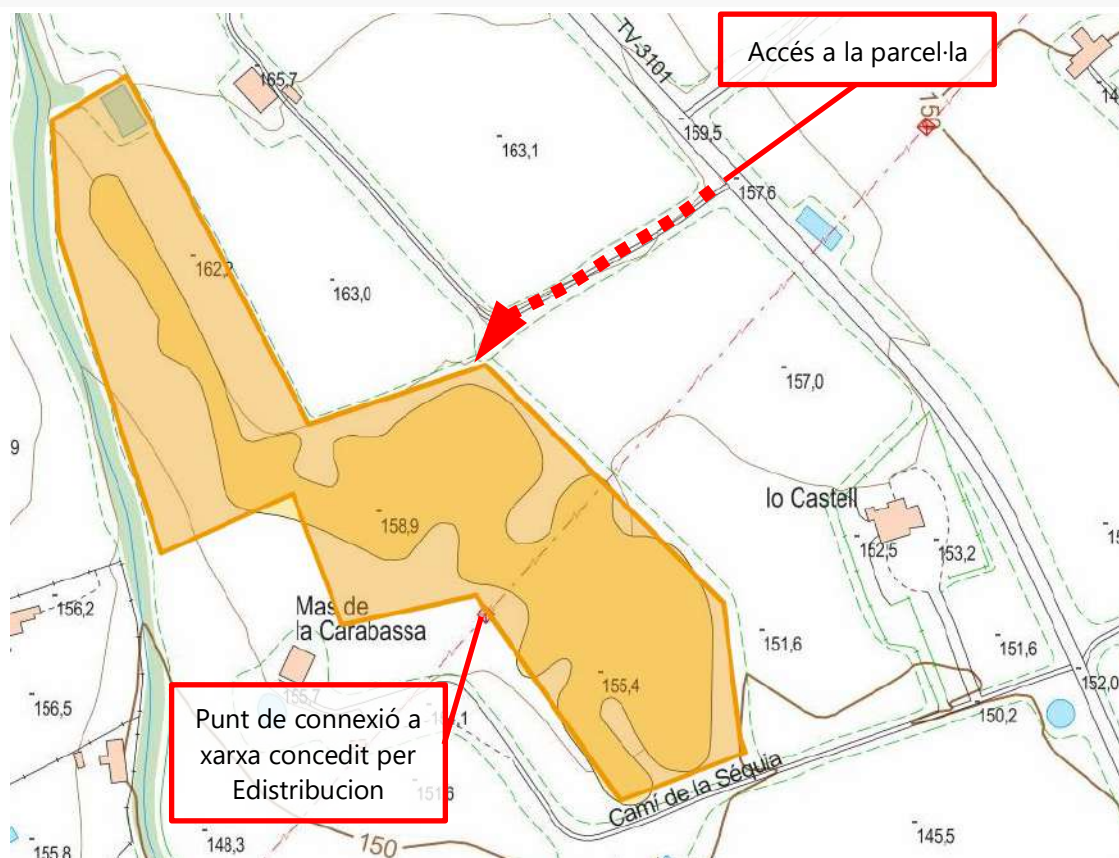 TV-3101
Accés a la parcel·la
165,7
159,5
163,1
157,6
162,2
163,0
157,0
9
158,9
lo Castell
152,5
153,2
156,2
Mas de
la Carabassa
151,6
151,6
155,4
152,0
155,7
156,5
150,2
Punt de connexió a
xarxa concedit per
Edistribucion
151,6
Camí de la Séquia
148,3
150
145,5
155,8